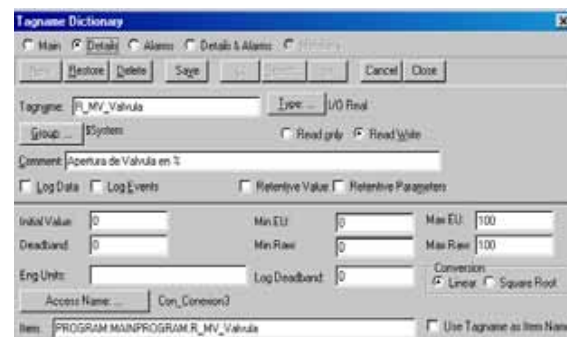 Tagname Dictionary
Main Details Alarms Details & Alarms
Restore Delete Save Cancel Close
Tagname: R_MV_Valvula Type: ... I/O Real
Group: ... $System Read only Read Write
Comment: Apertura de Valvula en %
Log Data Log Events Retentive Value Retentive Parameters
Initial Value: 0 Min EU: 0 Max EU: 100
Deadband: 0 Min Raw: 0 Max Raw: 100
Eng Units: Log Deadband: 0 Conversion
Linear Square Root
Access Name: ... Con_Conexion3
Item: PROGRAM:MAINPROGRAM.R_MV_Valvula Use Tagname as Item Name